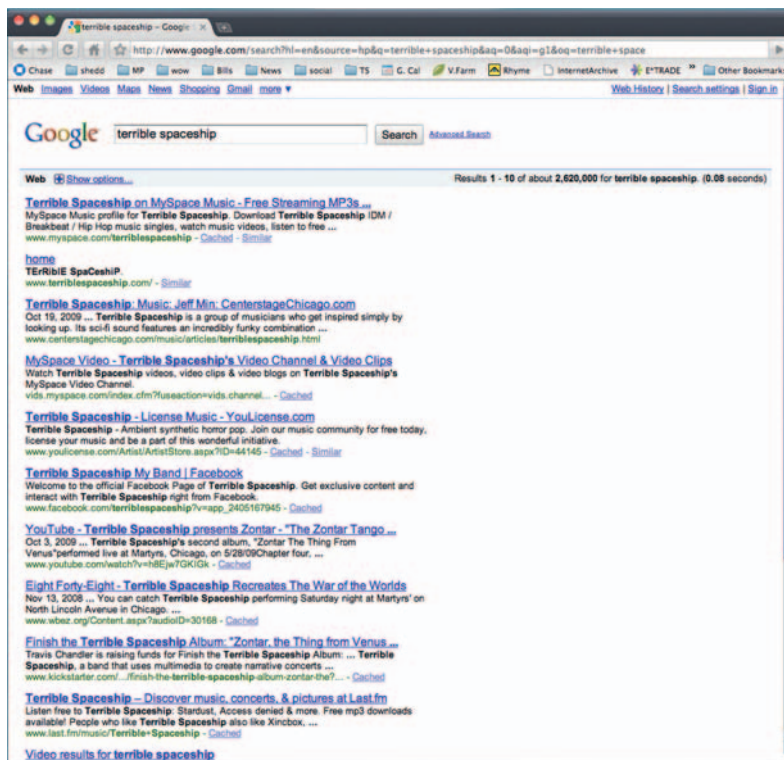 terrible spaceship – Google
http://www.google.com/search?hl=en&source=hp&q=terrible+spaceship&aq=0&aqi=g1&oq=terrible+space
Chase shedd MP wow Bills News social TS G. Cal V.Farm Rhyme InternetArchive E*TRADE » Other Bookmark
Web Images Videos Maps News Shopping Gmail more ▼ Web History | Search settings | Sign in
Google terrible spaceship Search Advanced Search
Web Show options... Results 1 - 10 of about 2,620,000 for terrible spaceship. (0.08 seconds)
Terrible Spaceship on MySpace Music - Free Streaming MP3s ...
MySpace Music profile for Terrible Spaceship. Download Terrible Spaceship IDM /
Breakbeat / Hip Hop music singles, watch music videos, listen to free ...
www.myspace.com/terriblespaceship - Cached - Similar
home
TErRiblE SpaCeshiP.
www.terriblespaceship.com/ - Similar
Terrible Spaceship: Music: Jeff Min: CenterstageChicago.com
Oct 19, 2009 ... Terrible Spaceship is a group of musicians who get inspired simply by
looking up. Its sci-fi sound features an incredibly funky combination ...
www.centerstagechicago.com/music/articles/terriblespaceship.html
MySpace Video - Terrible Spaceship's Video Channel & Video Clips
Watch Terrible Spaceship videos, video clips & video blogs on Terrible Spaceship's
MySpace Video Channel.
vids.myspace.com/index.cfm?fuseaction=vids.channel... - Cached
Terrible Spaceship - License Music - YouLicense.com
Terrible Spaceship - Ambient synthetic horror pop. Join our music community for free today,
license your music and be a part of this wonderful initiative.
www.youlicense.com/Artist/ArtistStore.aspx?ID=44145 - Cached - Similar
Terrible Spaceship My Band | Facebook
Welcome to the official Facebook Page of Terrible Spaceship. Get exclusive content and
interact with Terrible Spaceship right from Facebook.
www.facebook.com/terriblespaceship?v=app_2405167945 - Cached
YouTube - Terrible Spaceship presents Zontar - "The Zontar Tango ...
Oct 3, 2009 ... Terrible Spaceship's second album, "Zontar The Thing From
Venus"performed live at Martyrs, Chicago, on 5/28/09Chapter four, ...
www.youtube.com/watch?v=h8Ejw7GKIGk - Cached
Eight Forty-Eight - Terrible Spaceship Recreates The War of the Worlds
Nov 13, 2008 ... You can catch Terrible Spaceship performing Saturday night at Martyrs' on
North Lincoln Avenue in Chicago. ...
www.wbez.org/Content.aspx?audioID=30168 - Cached
Finish the Terrible Spaceship Album: "Zontar, the Thing from Venus ...
Travis Chandler is raising funds for Finish the Terrible Spaceship Album: ... Terrible
Spaceship, a band that uses multimedia to create narrative concerts ...
www.kickstarter.com/.../finish-the-terrible-spaceship-album-zontar-the?... - Cached
Terrible Spaceship – Discover music, concerts, & pictures at Last.fm
Listen free to Terrible Spaceship: Stardust, Access denied & more. Free mp3 downloads
available! People who like Terrible Spaceship also like Xincbox, ...
www.last.fm/music/Terrible+Spaceship - Cached
Video results for terrible spaceship